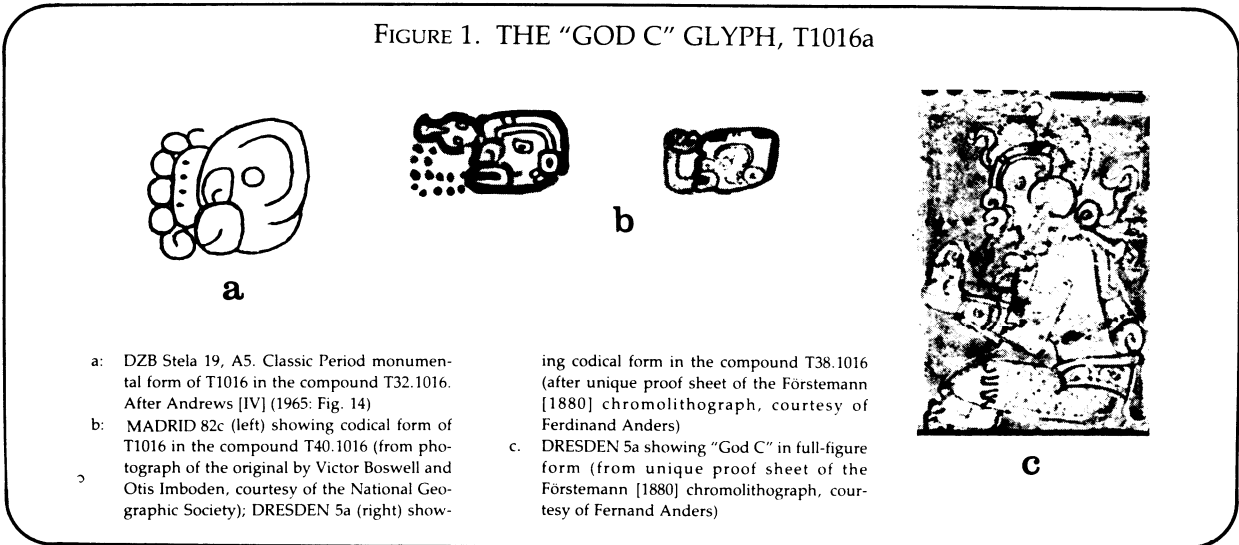 FIGURE 1. THE “GOD C” GLYPH, T1016a
a
b
c
a: DZB Stela 19, A5. Classic Period monumen-
tal form of T1016 in the compound T32.1016.
After Andrews [IV] (1965: Fig. 14)
b: MADRID 82c (left) showing codical form of
T1016 in the compound T40.1016 (from pho-
tograph of the original by Victor Boswell and
Otis Imboden, courtesy of the National Geo-
graphic Society); DRESDEN 5a (right) show-
ing codical form in the compound T38.1016
(after unique proof sheet of the Förstemann
[1880] chromolithograph, courtesy of
Ferdinand Anders)
c. DRESDEN 5a showing “God C” in full-figure
form (from unique proof sheet of the
Förstemann [1880] chromolithograph, cour-
tesy of Fernand Anders)